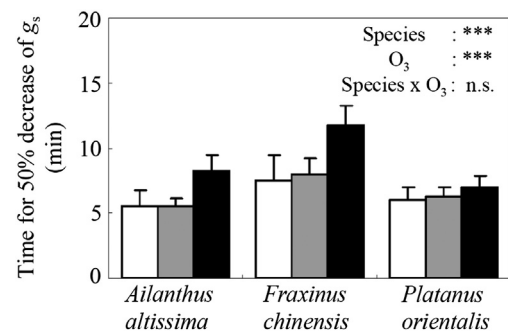 Time for 50% decrease of gs
(min)
20
15
10
5
0
Species : ***
O3 : ***
Species x O3 : n.s.
Ailanthus
altissima
Fraxinus
chinensis
Platanus
orientalis